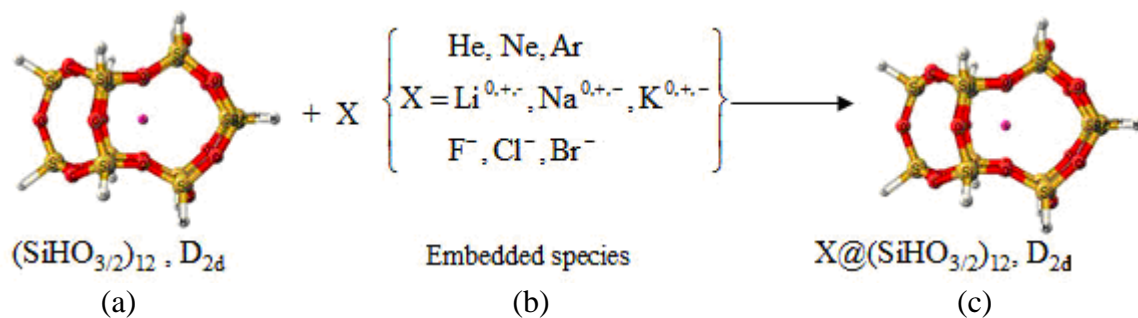 He, Ne, Ar
+ X { X = Li⁰,⁺,⁻, Na⁰,⁺,⁻, K⁰,⁺,⁻ }
F⁻, Cl⁻, Br⁻
(SiHO₃/₂)₁₂ , D₂d
Embedded species
X@(SiHO₃/₂)₁₂, D₂d
(a)
(b)
(c)